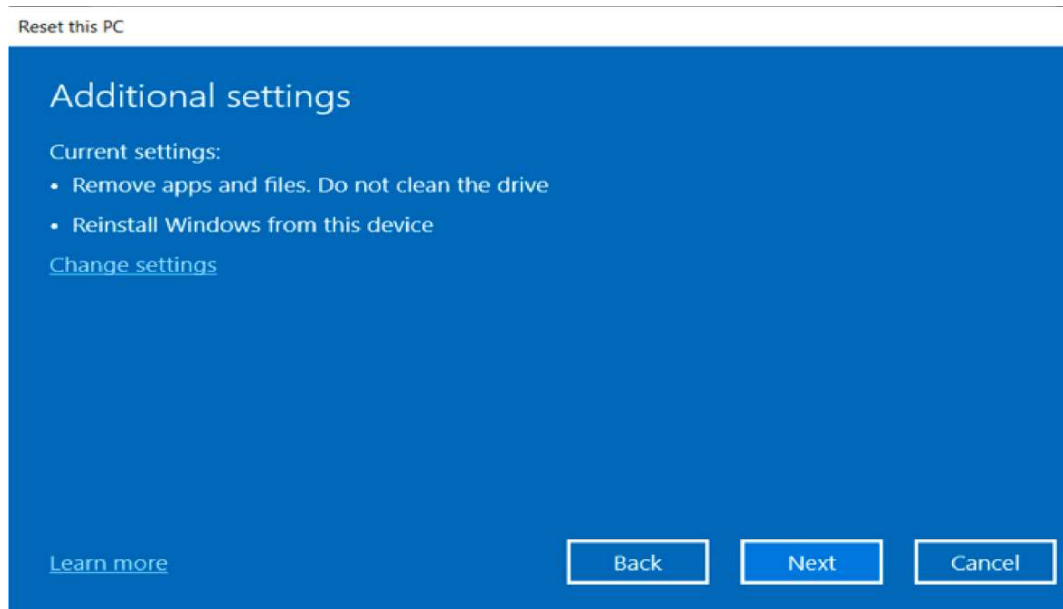 Reset this PC
Additional settings
Current settings:
• Remove apps and files. Do not clean the drive
• Reinstall Windows from this device
Change settings
Learn more
Back
Next
Cancel